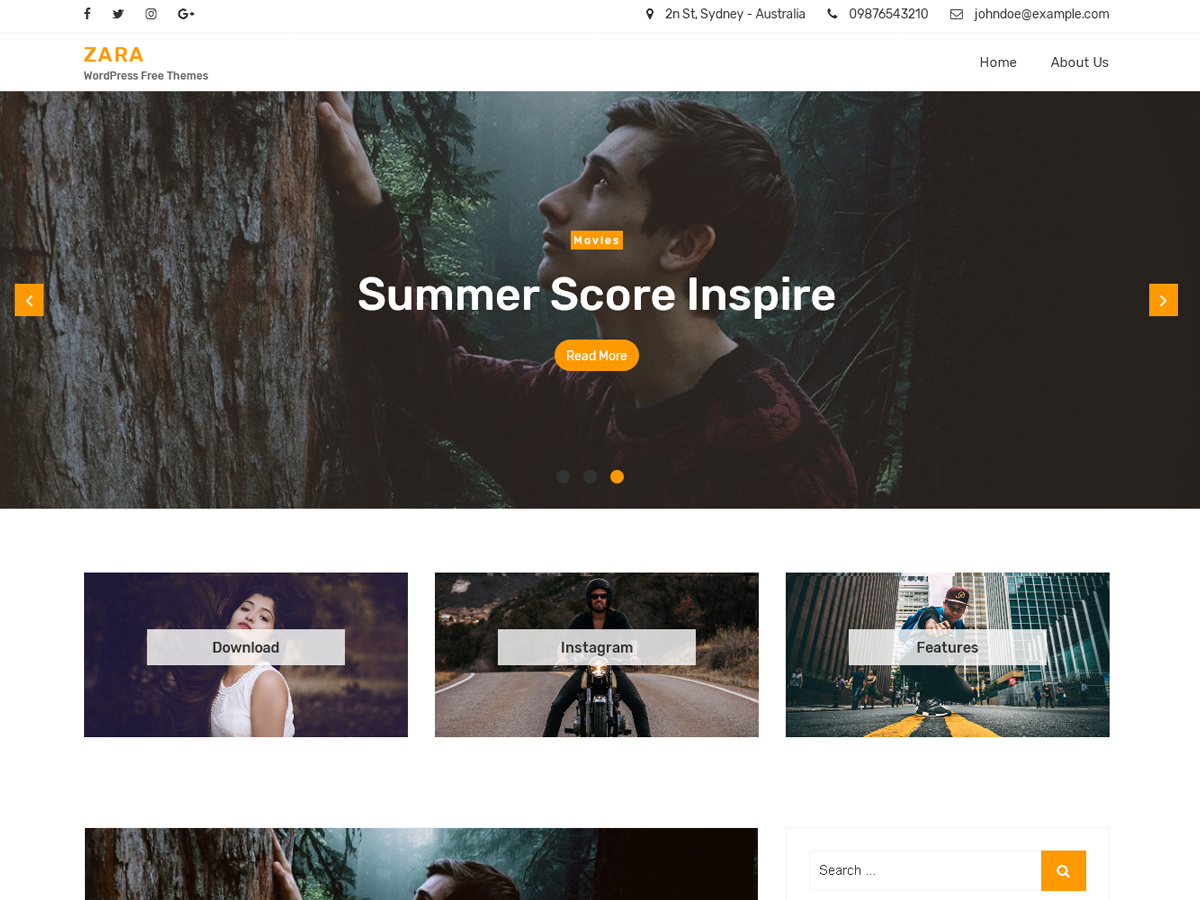 2n St, Sydney - Australia 09876543210 johndoe@example.com
ZARA
WordPress Free Themes
Home About Us
Movies
Summer Score Inspire
Read More
Download Instagram Features
Search ...